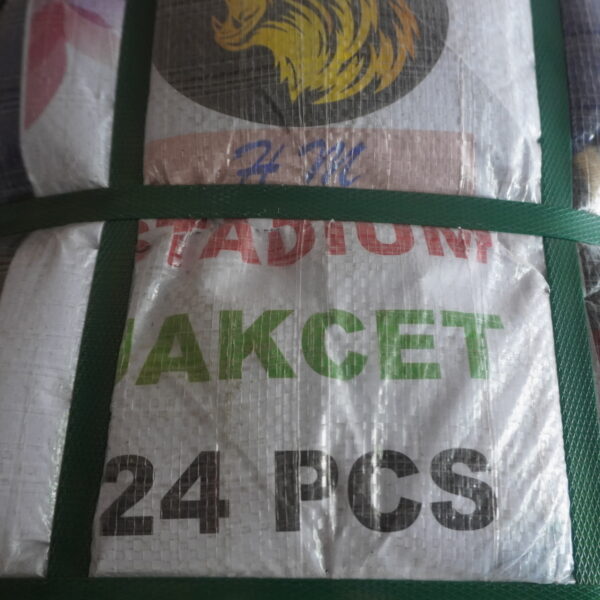 H M
STADIUM
JAKCET
24 PCS